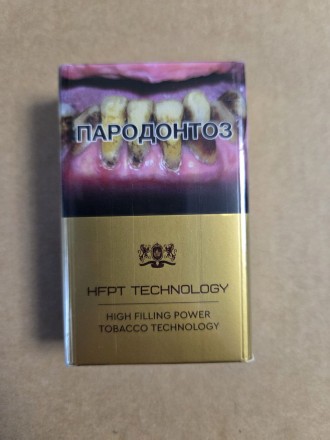 ПАРОДОНТОЗ
HFPT TECHNOLOGY
HIGH FILLING POWER
TOBACCO TECHNOLOGY